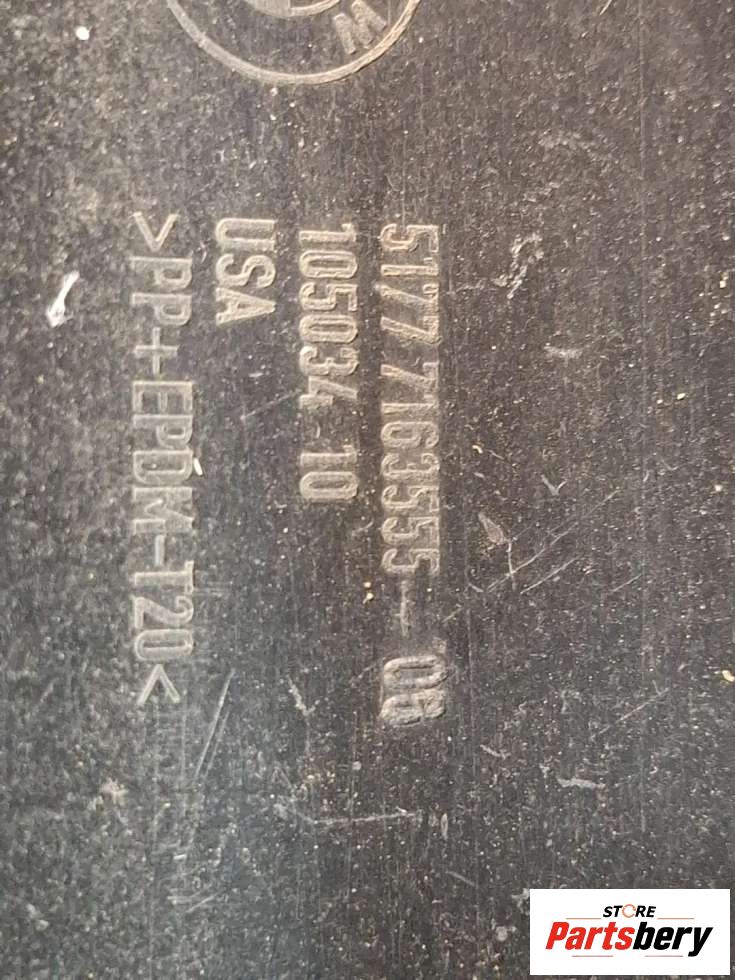 W
5177 7163555 - 08
105034-10
USA
>PP+EPDM-T20<
STORE
Partsbery